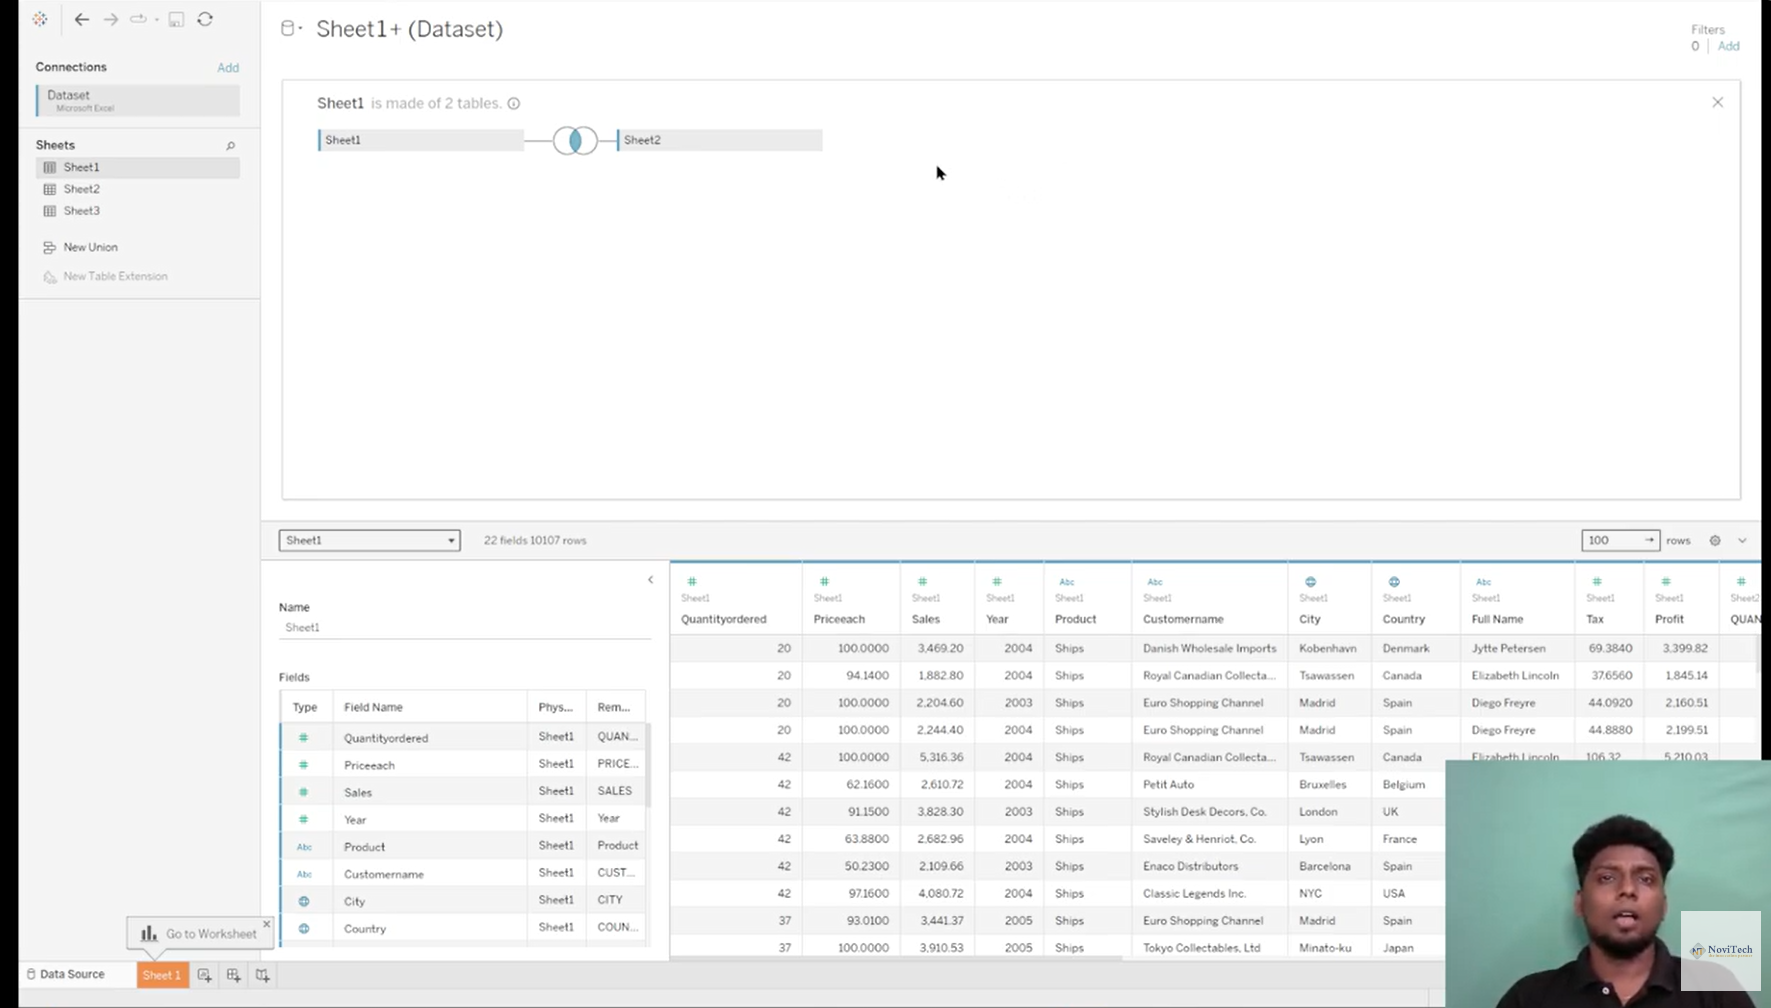 Sheet1+ (Dataset)
Filters
0 | Add
Connections Add
Dataset
Microsoft Excel
Sheets
Sheet1
Sheet2
Sheet3
New Union
New Table Extension
Sheet1 is made of 2 tables.
Sheet1 Sheet2
Sheet1 22 fields 10107 rows 100 → rows
Name
Sheet1
Fields
Type Field Name Phys... Rem...
# Quantityordered Sheet1 QUAN...
# Priceeach Sheet1 PRICE...
# Sales Sheet1 SALES
# Year Sheet1 Year
Abc Product Sheet1 Product
Abc Customername Sheet1 CUST...
City Sheet1 CITY
Country Sheet1 COUN...
# # # # Abc Abc Abc # # #
Sheet1 Sheet1 Sheet1 Sheet1 Sheet1 Sheet1 Sheet1 Sheet1 Sheet1 Sheet1 Sheet1 Sheet2
Quantityordered Priceeach Sales Year Product Customername City Country Full Name Tax Profit QUAN
20 100.0000 3,469.20 2004 Ships Danish Wholesale Imports Kobenhavn Denmark Jytte Petersen 69.3840 3,399.82
20 94.1400 1,882.80 2004 Ships Royal Canadian Collecta... Tsawassen Canada Elizabeth Lincoln 37.6560 1,845.14
20 100.0000 2,204.60 2003 Ships Euro Shopping Channel Madrid Spain Diego Freyre 44.0920 2,160.51
20 100.0000 2,244.40 2004 Ships Euro Shopping Channel Madrid Spain Diego Freyre 44.8880 2,199.51
42 100.0000 5,316.36 2004 Ships Royal Canadian Collecta... Tsawassen Canada Elizabeth Lincoln 106.32 5,210.03
42 62.1600 2,610.72 2004 Ships Petit Auto Bruxelles Belgium
42 91.1500 3,828.30 2003 Ships Stylish Desk Decors, Co. London UK
42 63.8800 2,682.96 2004 Ships Saveley & Henriot, Co. Lyon France
42 50.2300 2,109.66 2003 Ships Enaco Distributors Barcelona Spain
42 97.1600 4,080.72 2004 Ships Classic Legends Inc. NYC USA
37 93.0100 3,441.37 2005 Ships Euro Shopping Channel Madrid Spain
37 100.0000 3,910.53 2005 Ships Tokyo Collectables, Ltd Minato-ku Japan
Go to Worksheet
Data Source Sheet 1
NoviTech